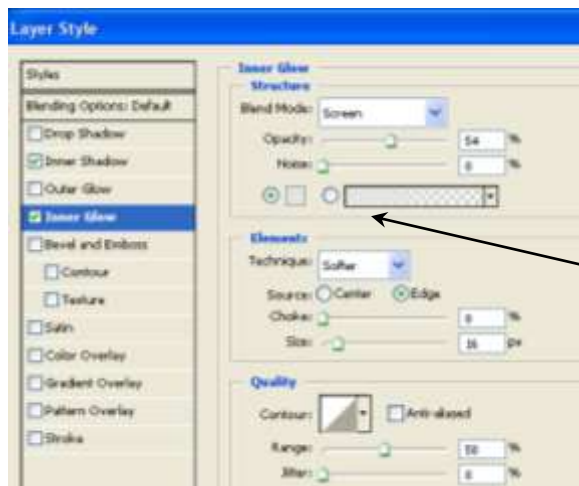 Layer Style
Styles
Blending Options: Default
Drop Shadow
Inner Shadow
Outer Glow
Inner Glow
Bevel and Emboss
Contour
Texture
Satin
Color Overlay
Gradient Overlay
Pattern Overlay
Stroke
Inner Glow
Structure
Blend Mode: Screen
Opacity: 54 %
Noise: 0 %
Elements
Technique: Softer
Source: Center Edge
Choke: 0 %
Size: 16 px
Quality
Contour: Anti-aliased
Range: 50 %
Jitter: 0 %